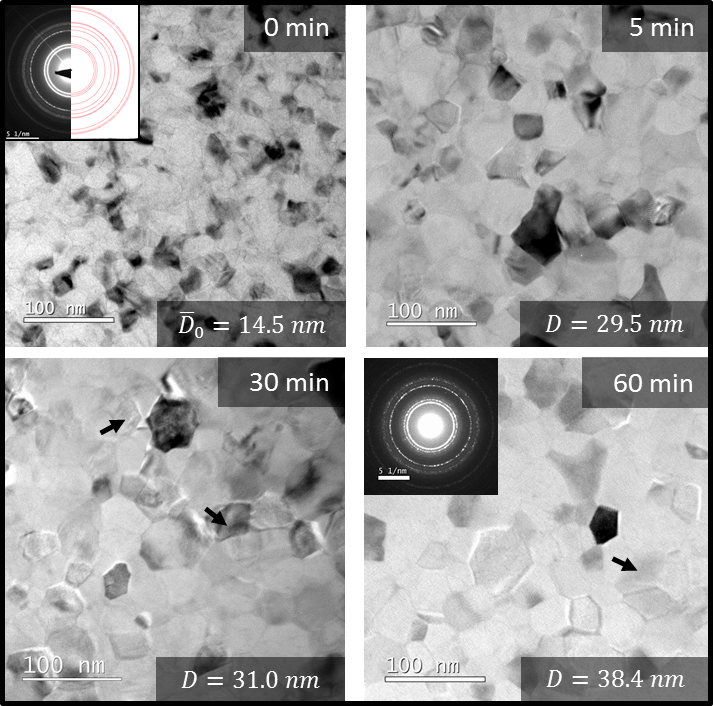 0 min
5 1/nm
100 nm
D̅₀ = 14.5 nm
5 min
100 nm
D = 29.5 nm
30 min
100 nm
D = 31.0 nm
60 min
5 1/nm
100 nm
D = 38.4 nm